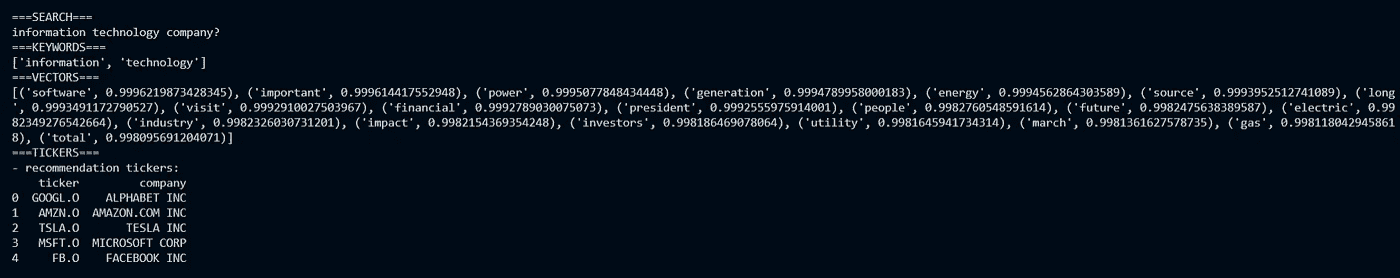 ===SEARCH===
information technology company?
===KEYWORDS===
['information', 'technology']
===VECTORS===
[('software', 0.9996219873428345), ('important', 0.999614417552948), ('power', 0.9995077848434448), ('generation', 0.9994789958000183), ('energy', 0.9994562864303589), ('source', 0.9993952512741089), ('long
', 0.9993491172790527), ('visit', 0.9992910027503967), ('financial', 0.9992789030075073), ('president', 0.9992555975914001), ('people', 0.9982760548591614), ('future', 0.9982475638389587), ('electric', 0.99
82349276542664), ('industry', 0.9982326030731201), ('impact', 0.9982154369354248), ('investors', 0.998186469078064), ('utility', 0.9981645941734314), ('march', 0.9981361627578735), ('gas', 0.998118042945861
8), ('total', 0.998095691204071)]
===TICKERS===
- recommendation tickers:
ticker company
0 GOOGL.O ALPHABET INC
1 AMZN.O AMAZON.COM INC
2 TSLA.O TESLA INC
3 MSFT.O MICROSOFT CORP
4 FB.O FACEBOOK INC